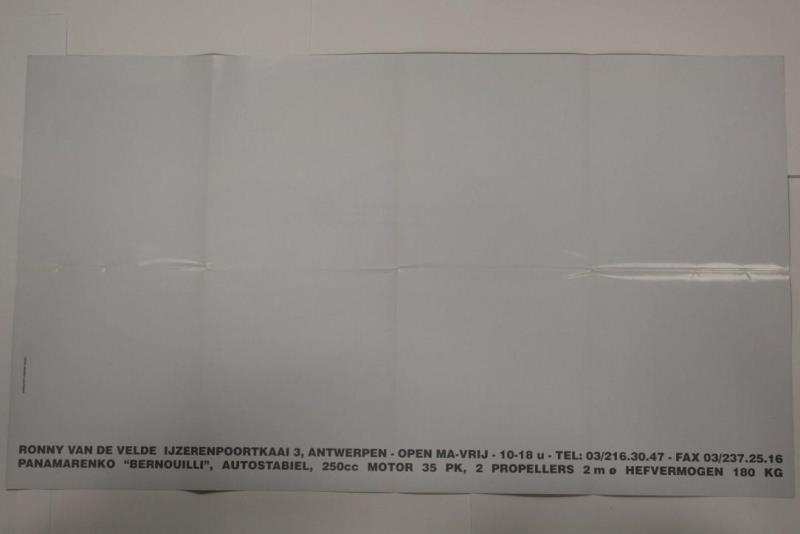 RONNY VAN DE VELDE IJZERENPOORTKAAI 3, ANTWERPEN - OPEN MA-VRIJ - 10-18 u - TEL: 03/216.30.47 - FAX 03/237.25.16
PANAMARENKO "BERNOUILLI", AUTOSTABIEL, 250cc MOTOR 35 PK, 2 PROPELLERS 2 m ø HEFVERMOGEN 180 KG